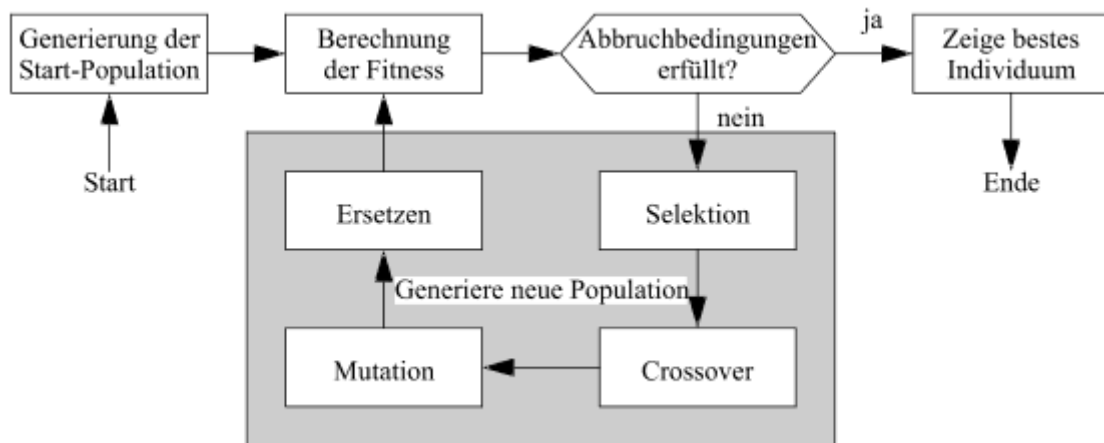 Generierung der
Start-Population
Berechnung
der Fitness
Abbruchbedingungen
erfüllt?
ja
Zeige bestes
Individuum
nein
Start
Ende
Ersetzen
Selektion
Generiere neue Population
Mutation
Crossover